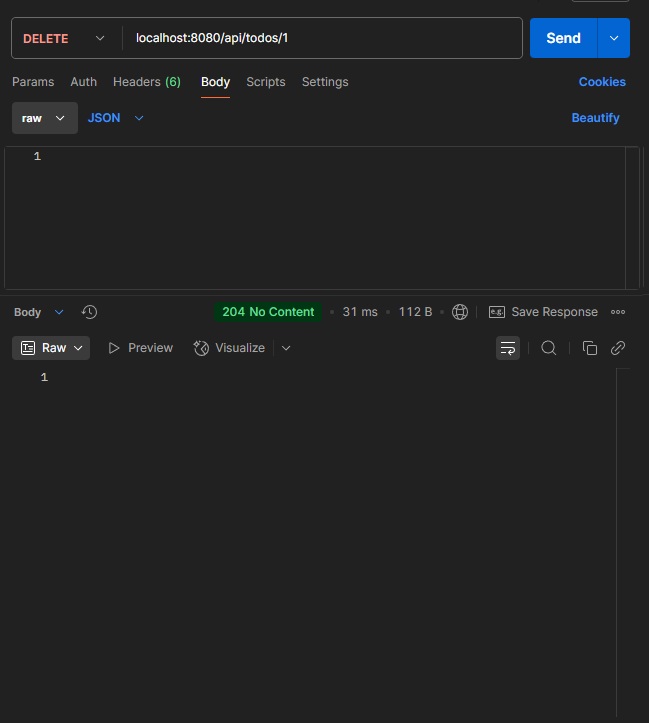 DELETE localhost:8080/api/todos/1 Send
Params Auth Headers (6) Body Scripts Settings Cookies
raw JSON Beautify
1
Body 204 No Content 31 ms 112 B e.g. Save Response
Raw Preview Visualize
1